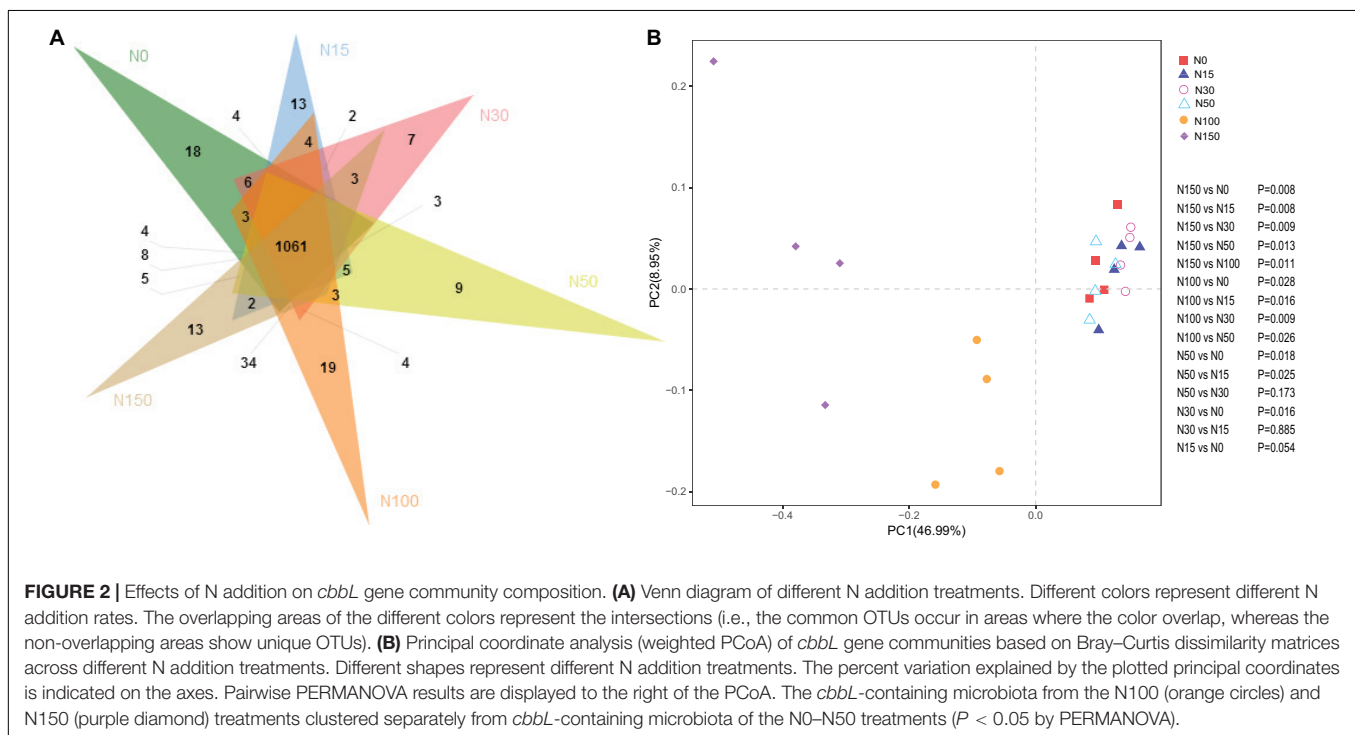 A
N0
N15
N30
N50
N100
N150
4
13
2
4
7
18
6
3
3
3
4
8
5
1061
5
9
2
3
13
34
19
4
B
PC2(8.95%)
0.2
0.1
0.0
−0.1
−0.2
−0.4
−0.2
0.0
PC1(46.99%)
N0
N15
N30
N50
N100
N150
N150 vs N0 P=0.008
N150 vs N15 P=0.008
N150 vs N30 P=0.009
N150 vs N50 P=0.013
N150 vs N100 P=0.011
N100 vs N0 P=0.028
N100 vs N15 P=0.016
N100 vs N30 P=0.009
N100 vs N50 P=0.026
N50 vs N0 P=0.018
N50 vs N15 P=0.025
N50 vs N30 P=0.173
N30 vs N0 P=0.016
N30 vs N15 P=0.885
N15 vs N0 P=0.054
FIGURE 2 | Effects of N addition on cbbL gene community composition. (A) Venn diagram of different N addition treatments. Different colors represent different N
addition rates. The overlapping areas of the different colors represent the intersections (i.e., the common OTUs occur in areas where the color overlap, whereas the
non-overlapping areas show unique OTUs). (B) Principal coordinate analysis (weighted PCoA) of cbbL gene communities based on Bray–Curtis dissimilarity matrices
across different N addition treatments. Different shapes represent different N addition treatments. The percent variation explained by the plotted principal coordinates
is indicated on the axes. Pairwise PERMANOVA results are displayed to the right of the PCoA. The cbbL-containing microbiota from the N100 (orange circles) and
N150 (purple diamond) treatments clustered separately from cbbL-containing microbiota of the N0–N50 treatments (P < 0.05 by PERMANOVA).